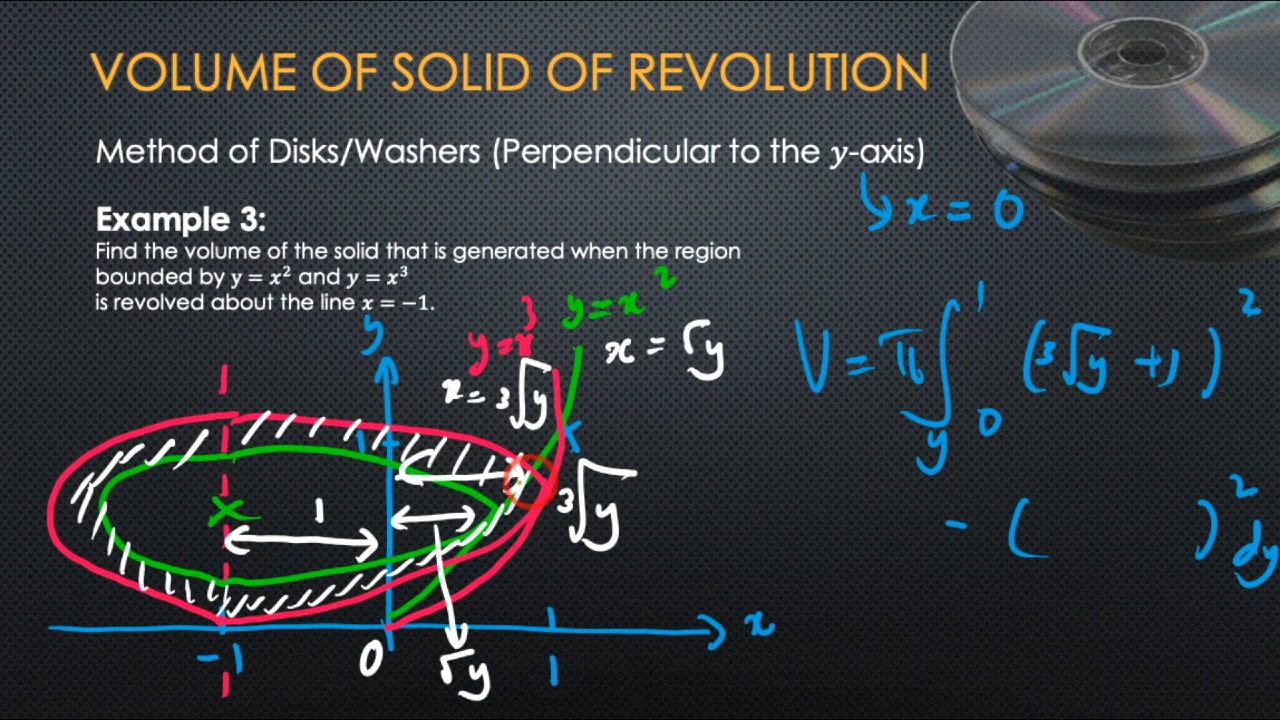 VOLUME OF SOLID OF REVOLUTION
Method of Disks/Washers (Perpendicular to the y-axis)
↳ x = 0
Example 3:
Find the volume of the solid that is generated when the region
bounded by y = x² and y = x³
is revolved about the line x = −1.
y = x³
y = x²
x = ∛y
x = √y
y
1
1
∛y
√y
-1
0
1
x
V = π ∫₀¹ (∛y + 1)²
y
- ( )² dy